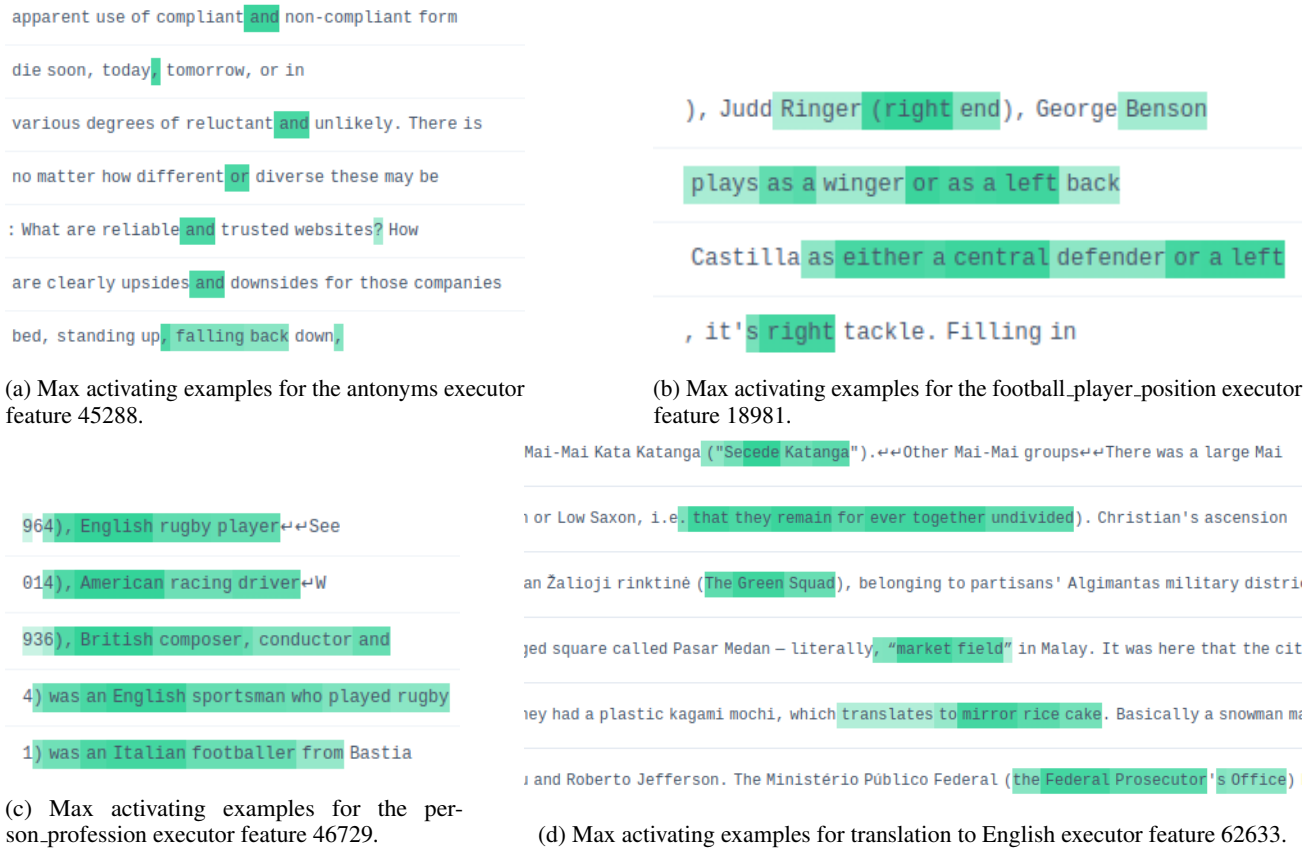 apparent use of compliant and non-compliant form
die soon, today, tomorrow, or in
various degrees of reluctant and unlikely. There is
no matter how different or diverse these may be
: What are reliable and trusted websites? How
are clearly upsides and downsides for those companies
bed, standing up, falling back down,
(a) Max activating examples for the antonyms executor
feature 45288.
), Judd Ringer (right end), George Benson
plays as a winger or as a left back
Castilla as either a central defender or a left
, it's right tackle. Filling in
(b) Max activating examples for the football_player_position executor
feature 18981.
964), English rugby player↵↵See
014), American racing driver↵W
936), British composer, conductor and
4) was an English sportsman who played rugby
1) was an Italian footballer from Bastia
(c) Max activating examples for the per-
son_profession executor feature 46729.
Mai-Mai Kata Katanga ("Secede Katanga").↵↵Other Mai-Mai groups↵↵There was a large Mai
or Low Saxon, i.e. that they remain for ever together undivided). Christian's ascension
an Žalioji rinktinė (The Green Squad), belonging to partisans' Algimantas military distri
ged square called Pasar Medan — literally, “market field” in Malay. It was here that the cit
ey had a plastic kagami mochi, which translates to mirror rice cake. Basically a snowman ma
and Roberto Jefferson. The Ministério Público Federal (the Federal Prosecutor's Office)
(d) Max activating examples for translation to English executor feature 62633.